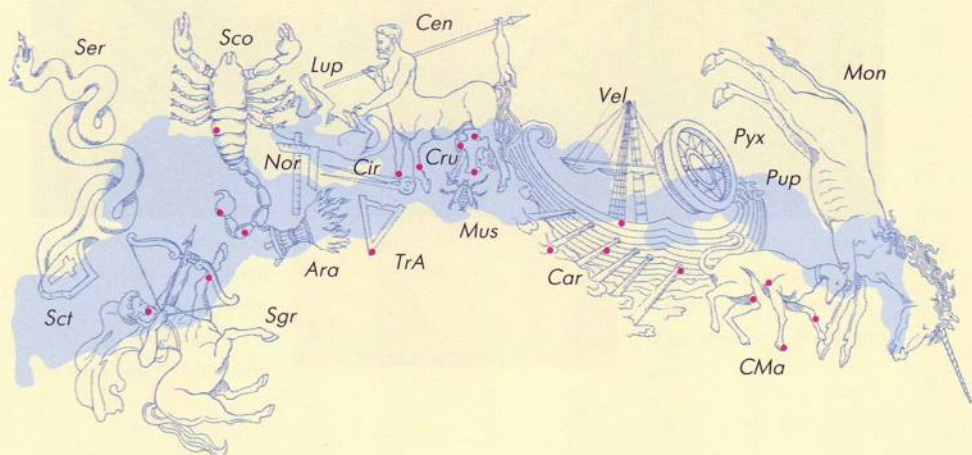 Ser
Sco
Lup
Cen
Vel
Pyx
Mon
Nor
Cir
Cru
Pup
Mus
Ara
TrA
Car
Sct
Sgr
CMa